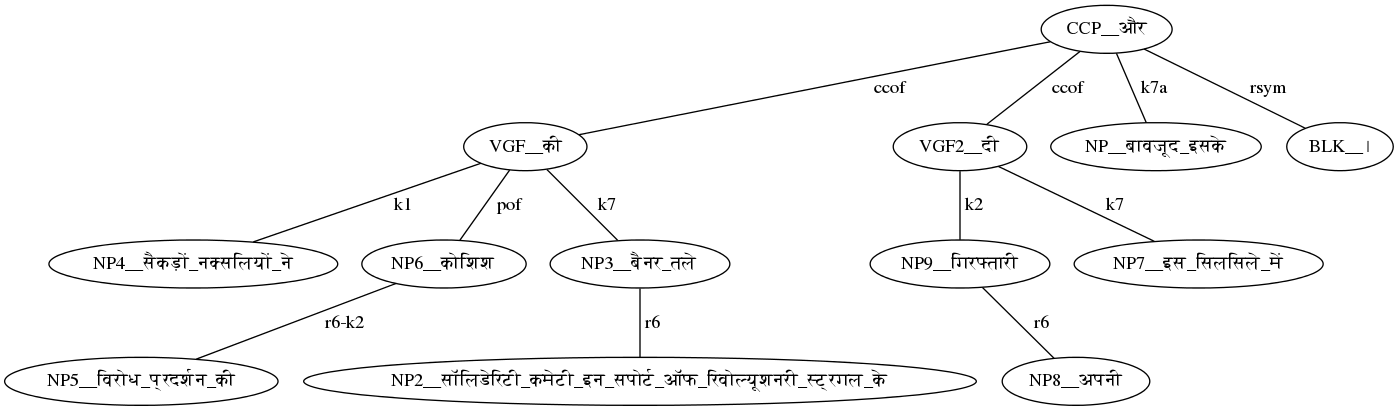 CCP__और
ccof
ccof
k7a
rsym
VGF__की
VGF2__दी
NP__बावजूद_इसके
BLK__।
k1
pof
k7
k2
k7
NP4__सैकड़ों_नक्सलियों_ने
NP6__कोशिश
NP3__बैनर_तले
NP9__गिरफ्तारी
NP7__इस_सिलसिले_में
r6-k2
r6
r6
NP5__विरोध_प्रदर्शन_की
NP2__सॉलिडेरिटी_कमेटी_इन_सपोर्ट_ऑफ_रिवोल्यूशनरी_स्ट्रगल_के
NP8__अपनी